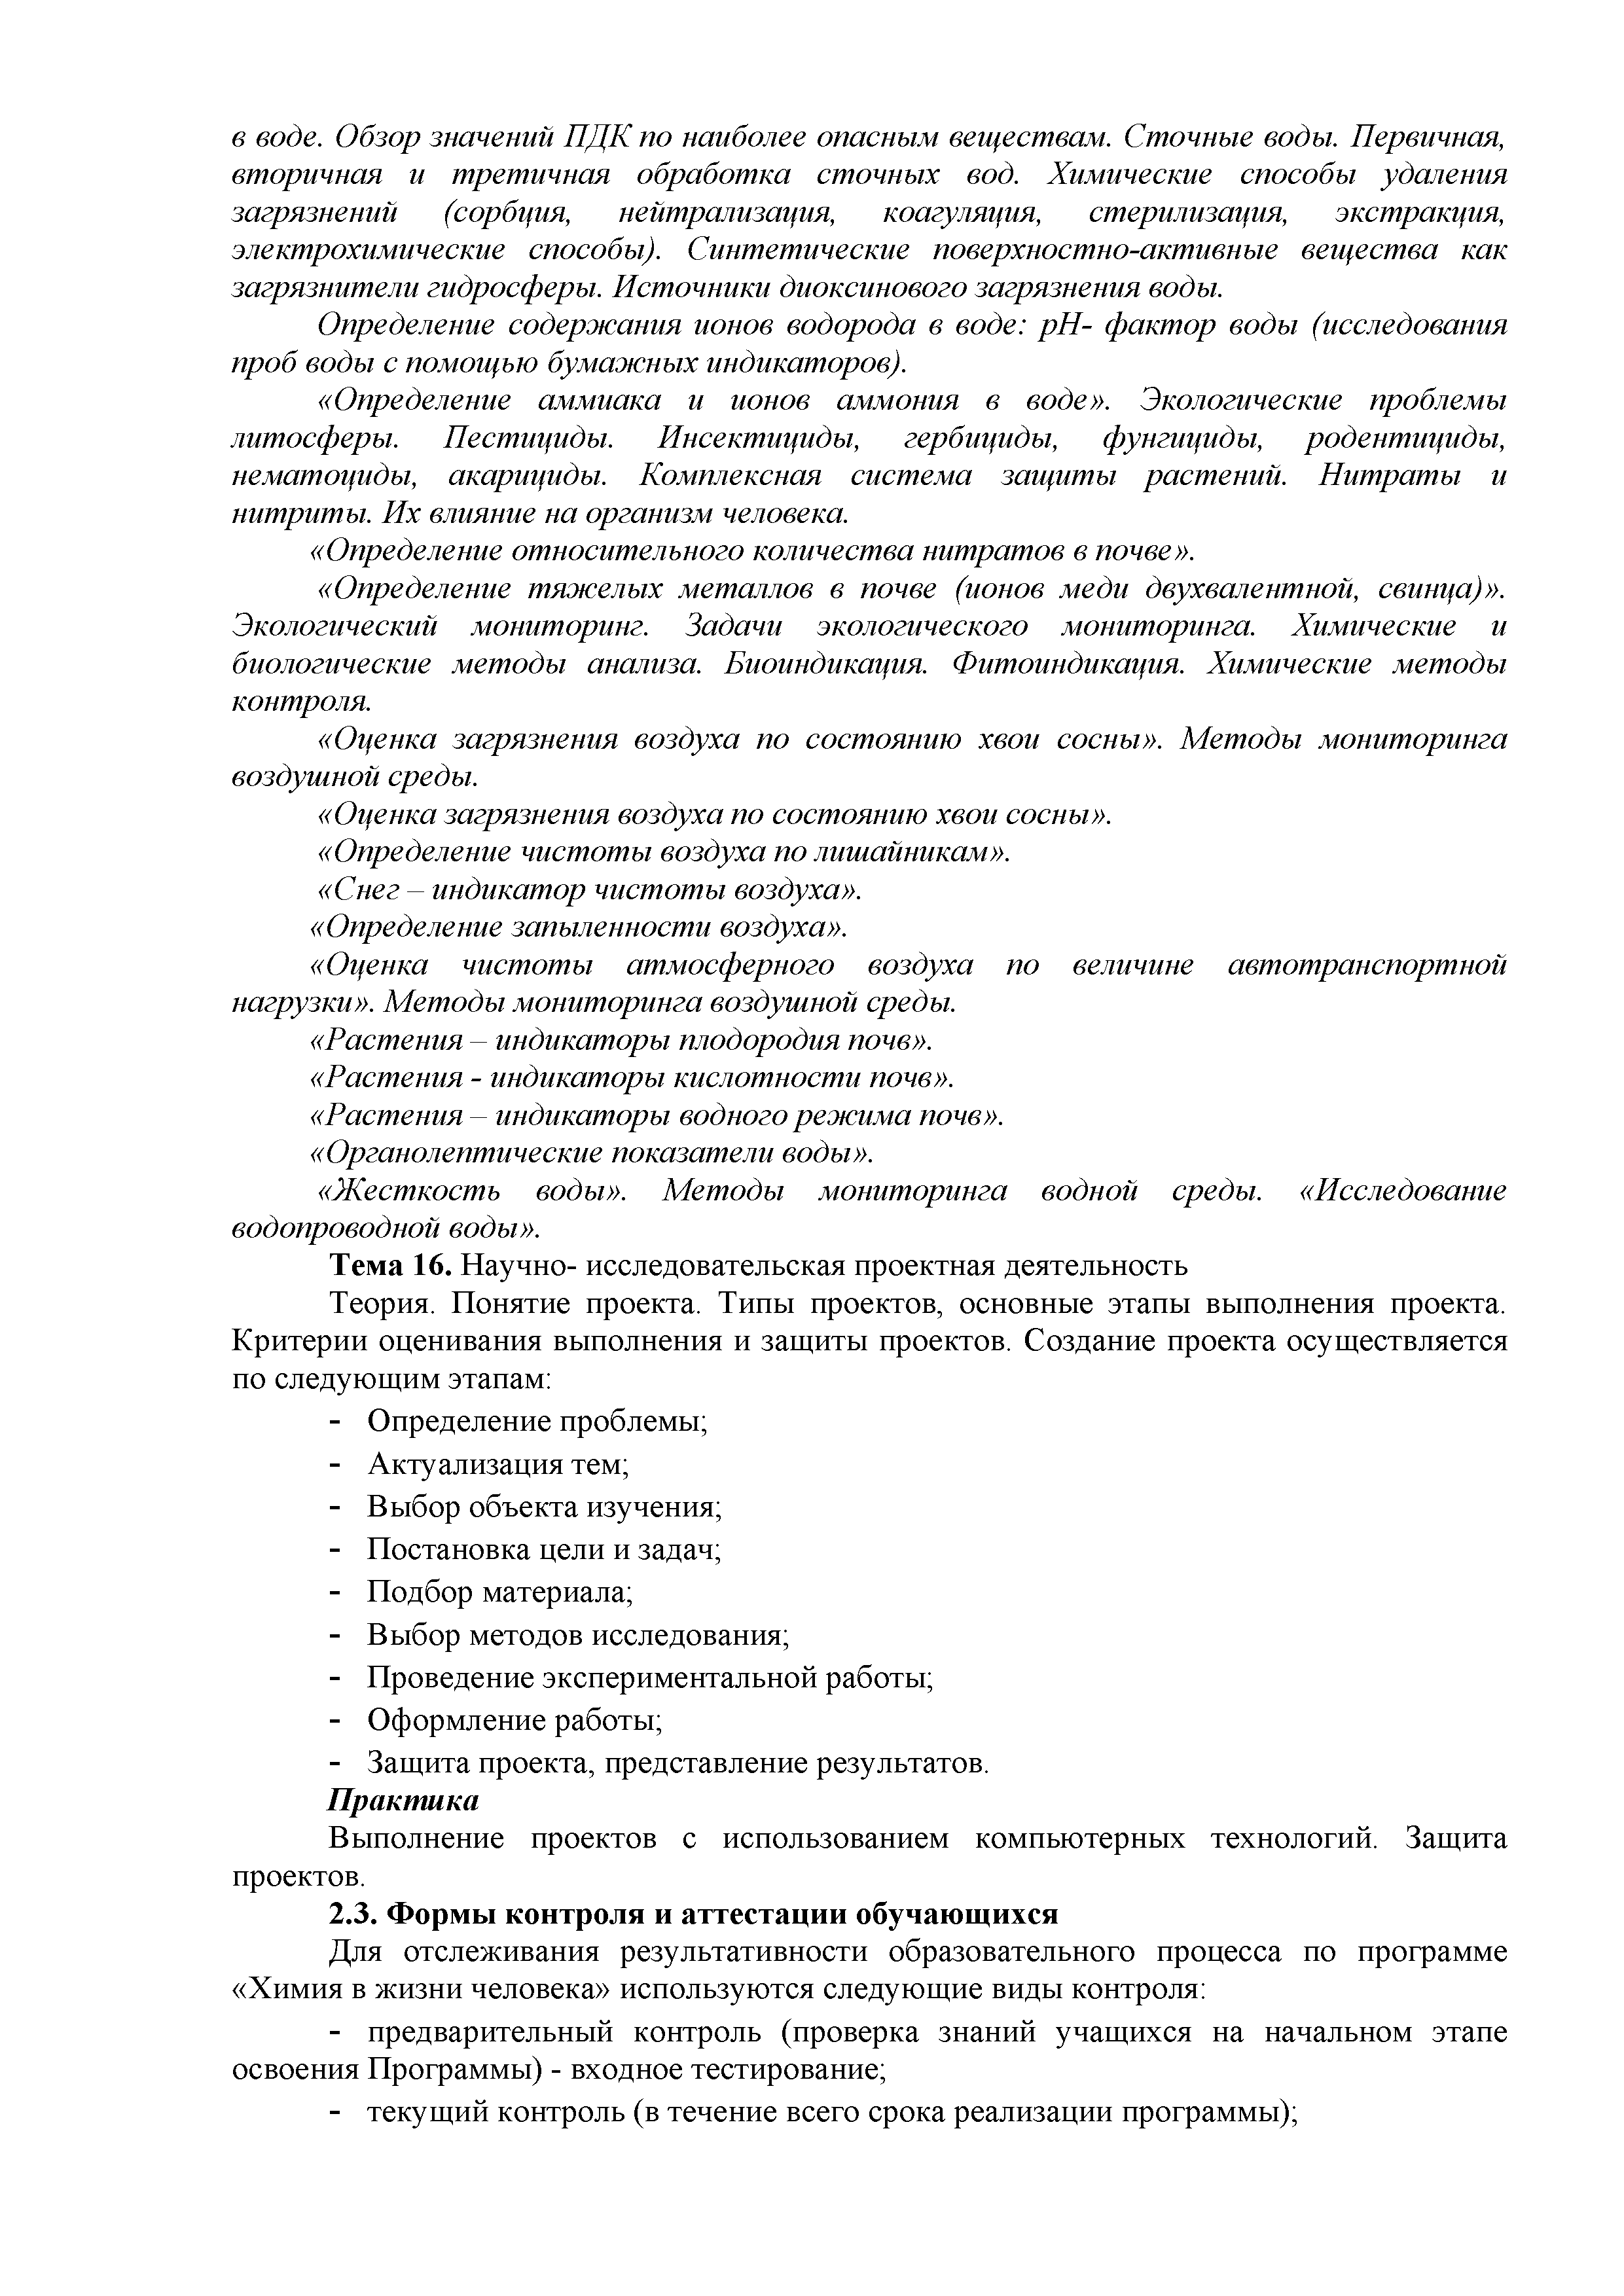 в воде. Обзор значений ПДК по наиболее опасным веществам. Сточные воды. Первичная,
вторичная и третичная обработка сточных вод. Химические способы удаления
загрязнений (сорбция, нейтрализация, коагуляция, стерилизация, экстракция,
электрохимические способы). Синтетические поверхностно-активные вещества как
загрязнители гидросферы. Источники диоксинового загрязнения воды.
Определение содержания ионов водорода в воде: рН- фактор воды (исследования
проб воды с помощью бумажных индикаторов).
«Определение аммиака и ионов аммония в воде». Экологические проблемы
литосферы. Пестициды. Инсектициды, гербициды, фунгициды, родентициды,
нематоциды, акарициды. Комплексная система защиты растений. Нитраты и
нитриты. Их влияние на организм человека.
«Определение относительного количества нитратов в почве».
«Определение тяжелых металлов в почве (ионов меди двухвалентной, свинца)».
Экологический мониторинг. Задачи экологического мониторинга. Химические и
биологические методы анализа. Биоиндикация. Фитоиндикация. Химические методы
контроля.
«Оценка загрязнения воздуха по состоянию хвои сосны». Методы мониторинга
воздушной среды.
«Оценка загрязнения воздуха по состоянию хвои сосны».
«Определение чистоты воздуха по лишайникам».
«Снег – индикатор чистоты воздуха».
«Определение запыленности воздуха».
«Оценка чистоты атмосферного воздуха по величине автотранспортной
нагрузки». Методы мониторинга воздушной среды.
«Растения – индикаторы плодородия почв».
«Растения - индикаторы кислотности почв».
«Растения – индикаторы водного режима почв».
«Органолептические показатели воды».
«Жесткость воды». Методы мониторинга водной среды. «Исследование
водопроводной воды».
Тема 16. Научно- исследовательская проектная деятельность
Теория. Понятие проекта. Типы проектов, основные этапы выполнения проекта.
Критерии оценивания выполнения и защиты проектов. Создание проекта осуществляется
по следующим этапам:
- Определение проблемы;
- Актуализация тем;
- Выбор объекта изучения;
- Постановка цели и задач;
- Подбор материала;
- Выбор методов исследования;
- Проведение экспериментальной работы;
- Оформление работы;
- Защита проекта, представление результатов.
Практика
Выполнение проектов с использованием компьютерных технологий. Защита
проектов.
2.3. Формы контроля и аттестации обучающихся
Для отслеживания результативности образовательного процесса по программе
«Химия в жизни человека» используются следующие виды контроля:
- предварительный контроль (проверка знаний учащихся на начальном этапе
освоения Программы) - входное тестирование;
- текущий контроль (в течение всего срока реализации программы);